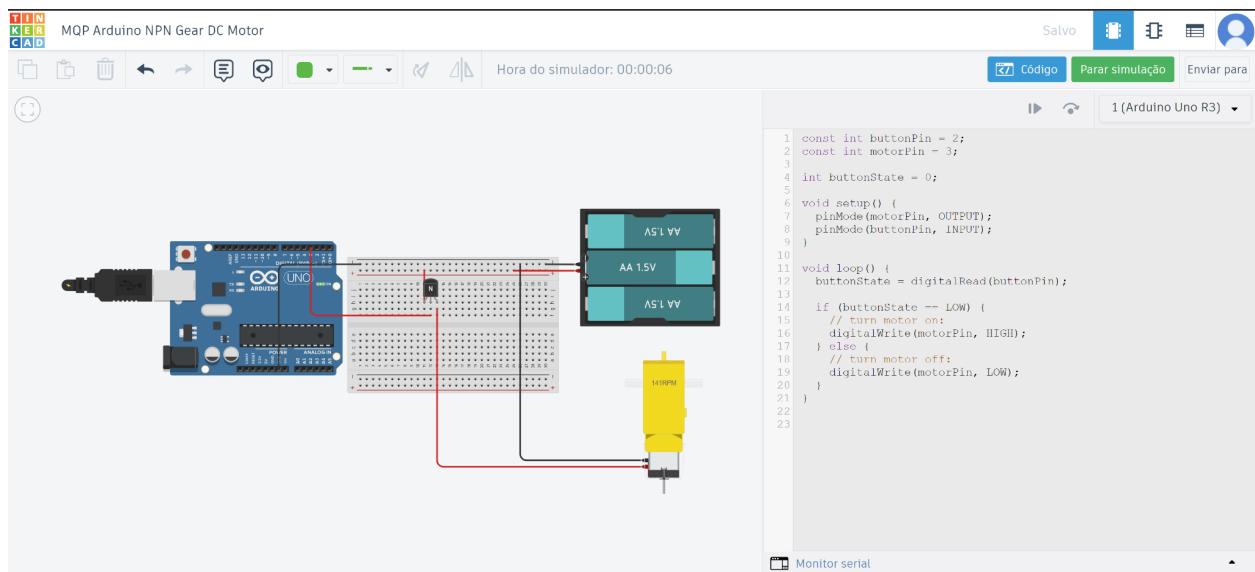 TIN
KER
CAD
MQP Arduino NPN Gear DC Motor
Salvo
Hora do simulador: 00:00:06
Código
Parar simulação
Enviar para
1 (Arduino Uno R3)
1 const int buttonPin = 2;
2 const int motorPin = 3;
3
4 int buttonState = 0;
5
6 void setup() {
7 pinMode(motorPin, OUTPUT);
8 pinMode(buttonPin, INPUT);
9 }
10
11 void loop() {
12 buttonState = digitalRead(buttonPin);
13
14 if (buttonState == LOW) {
15 // turn motor on:
16 digitalWrite(motorPin, HIGH);
17 } else {
18 // turn motor off:
19 digitalWrite(motorPin, LOW);
20 }
21 }
22
23
AA 1.5V
AA 1.5V
AA 1.5V
UNO
ARDUINO
N
POWER
ANALOG IN
141RPM
Monitor serial